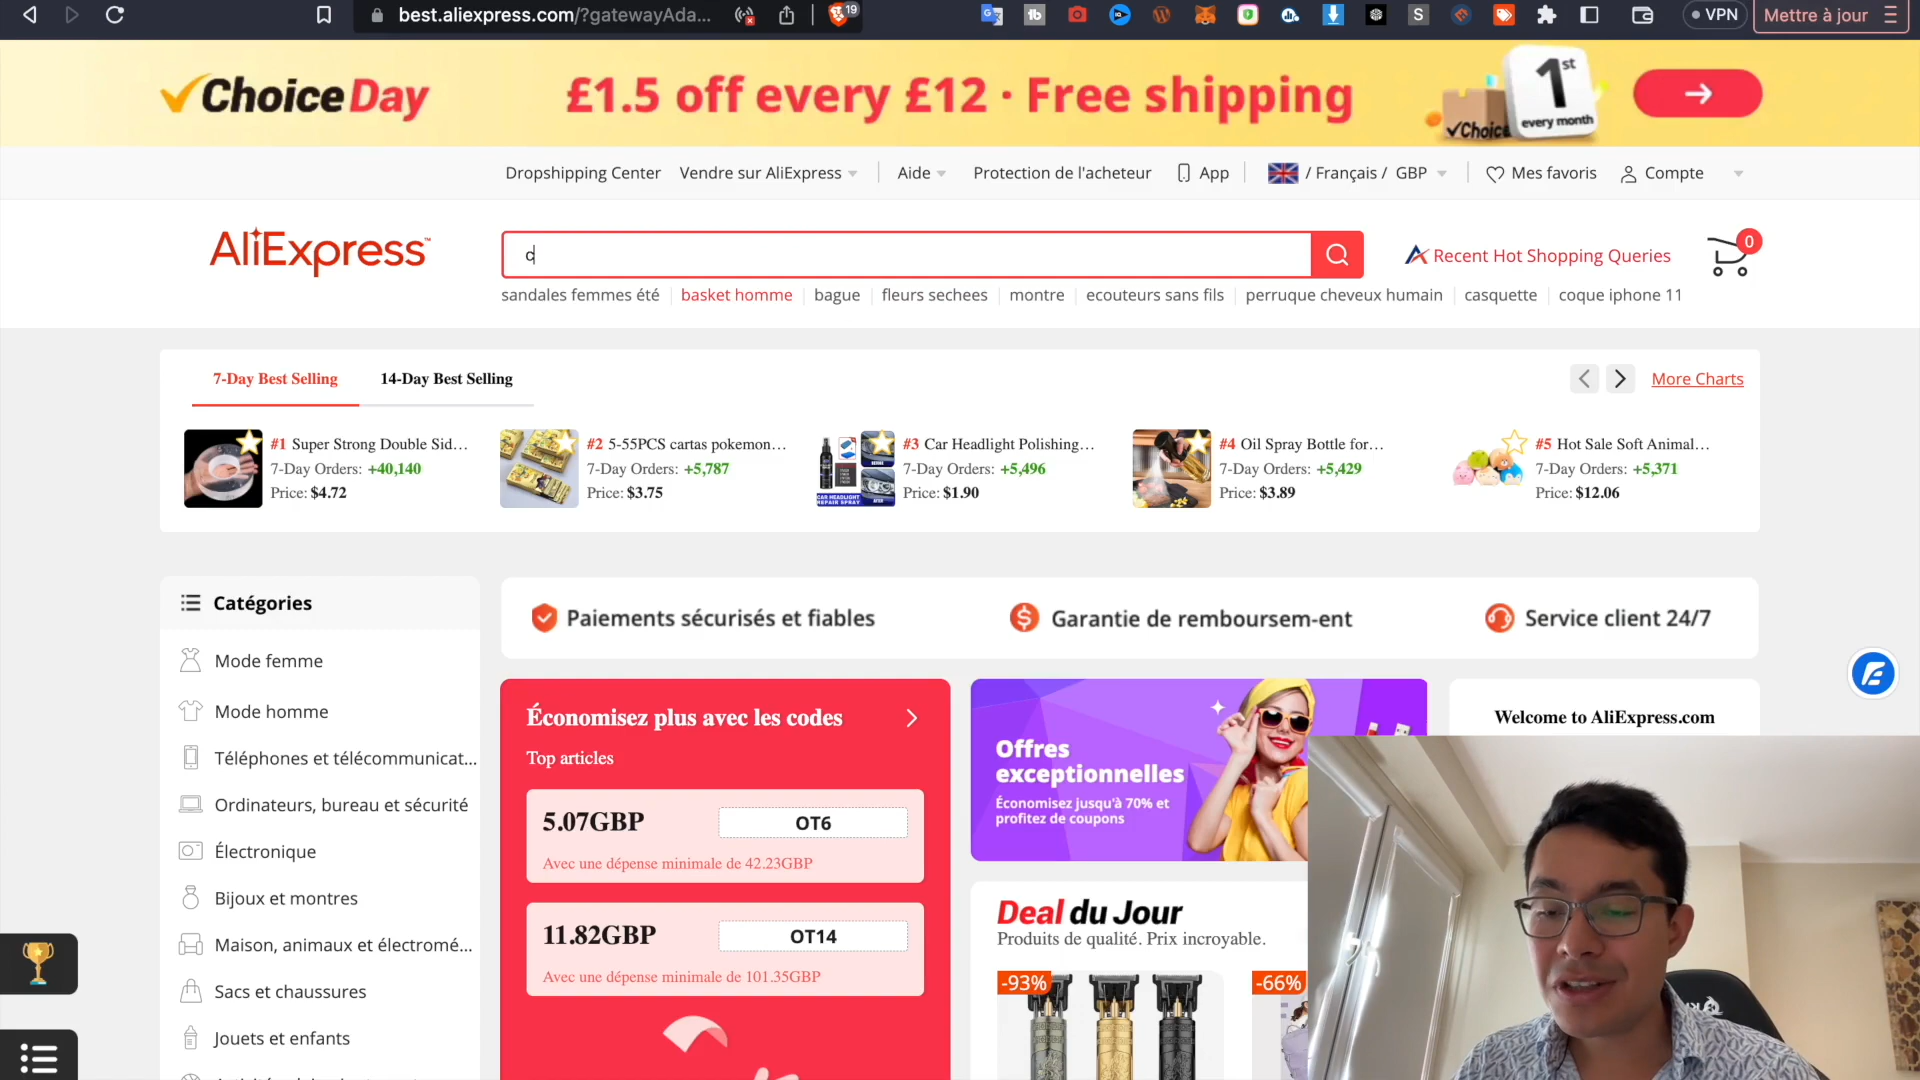 best.aliexpress.com/?gatewayAda...
19
VPN
Mettre à jour
Choice Day
£1.5 off every £12 · Free shipping
1st
every month
Choice
Dropshipping Center
Vendre sur AliExpress
Aide
Protection de l'acheteur
App
/ Français / GBP
Mes favoris
Compte
AliExpress™
c
Recent Hot Shopping Queries
0
sandales femmes été
basket homme
bague
fleurs sechees
montre
ecouteurs sans fils
perruque cheveux humain
casquette
coque iphone 11
7-Day Best Selling
14-Day Best Selling
More Charts
#1 Super Strong Double Sid...
7-Day Orders: +40,140
Price: $4.72
#2 5-55PCS cartas pokemon...
7-Day Orders: +5,787
Price: $3.75
#3 Car Headlight Polishing...
7-Day Orders: +5,496
Price: $1.90
CAR HEADLIGHT
REPAIR SPRAY
#4 Oil Spray Bottle for...
7-Day Orders: +5,429
Price: $3.89
#5 Hot Sale Soft Animal...
7-Day Orders: +5,371
Price: $12.06
Catégories
Mode femme
Mode homme
Téléphones et télécommunicat...
Ordinateurs, bureau et sécurité
Électronique
Bijoux et montres
Maison, animaux et électromé...
Sacs et chaussures
Jouets et enfants
Paiements sécurisés et fiables
Garantie de remboursem-ent
Service client 24/7
Économisez plus avec les codes
Top articles
5.07GBP
OT6
Avec une dépense minimale de 42.23GBP
11.82GBP
OT14
Avec une dépense minimale de 101.35GBP
Offres
exceptionnelles
Économisez jusqu'à 70% et
profitez de coupons
Welcome to AliExpress.com
Deal du Jour
Produits de qualité. Prix incroyable.
-93%
-66%